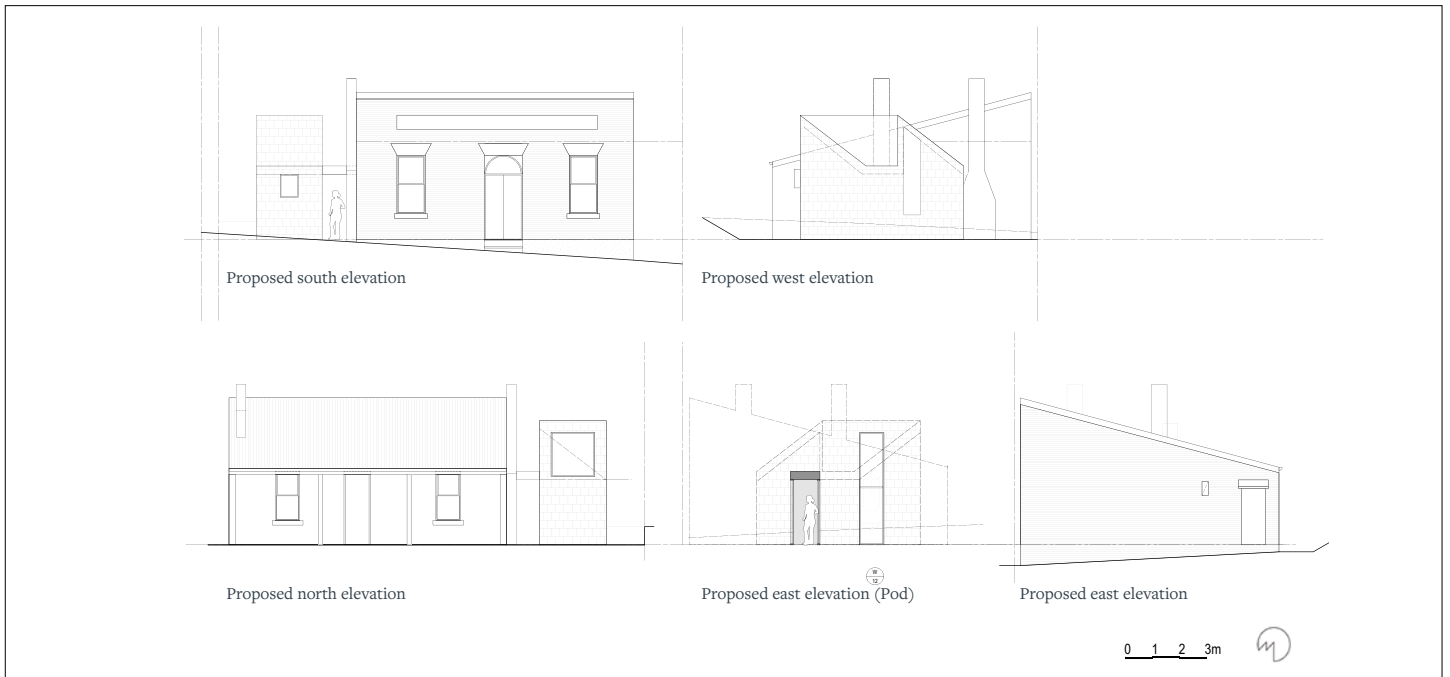 Proposed south elevation
Proposed west elevation
W
12
Proposed north elevation
Proposed east elevation (Pod)
Proposed east elevation
0 1 2 3m